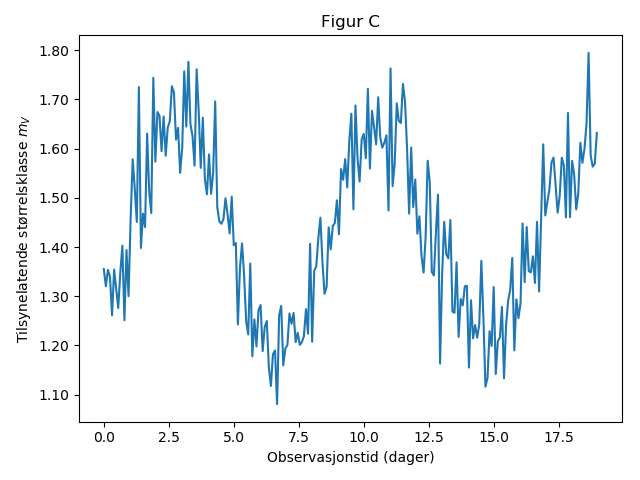 Figur C
Tilsynelatende størrelsesklasse $m_V$
1.80
1.70
1.60
1.50
1.40
1.30
1.20
1.10
0.0 2.5 5.0 7.5 10.0 12.5 15.0 17.5
Observasjonstid (dager)